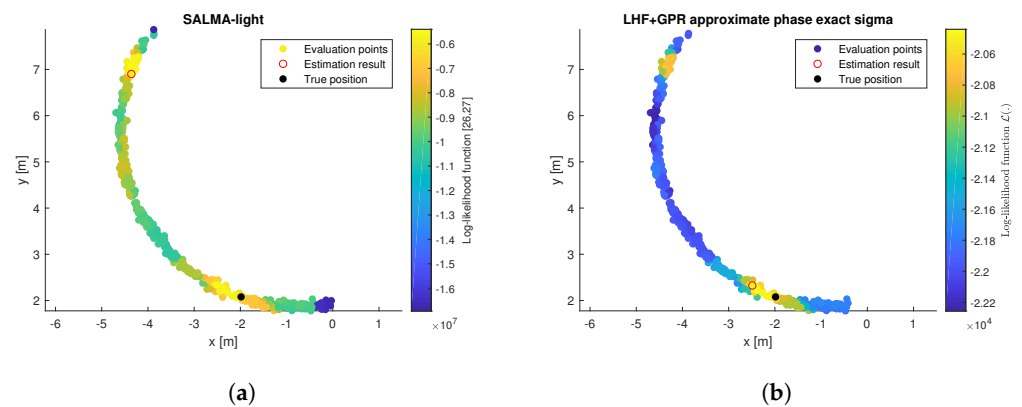 SALMA-light
7
6
5
4
3
2
y [m]
-6 -5 -4 -3 -2 -1 0 1
x [m]
Evaluation points
Estimation result
True position
-0.6
-0.7
-0.8
-0.9
-1
-1.1
-1.2
-1.3
-1.4
-1.5
-1.6
×10^7
Log-likelihood function [26,27]
(a)
LHF+GPR approximate phase exact sigma
7
6
5
4
3
2
y [m]
-6 -5 -4 -3 -2 -1 0 1
x [m]
Evaluation points
Estimation result
True position
-2.06
-2.08
-2.1
-2.12
-2.14
-2.16
-2.18
-2.2
-2.22
×10^4
Log-likelihood function ℒ(.)
(b)